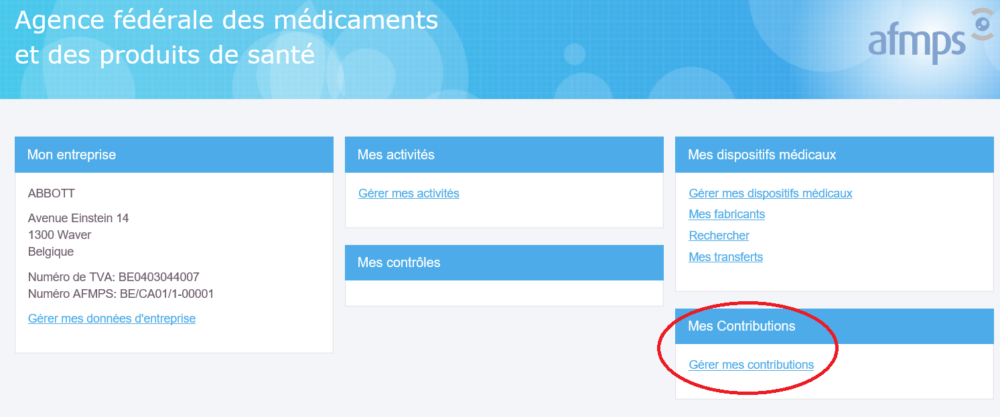 Agence fédérale des médicaments
et des produits de santé
afmps
Mon entreprise
ABBOTT
Avenue Einstein 14
1300 Waver
Belgique
Numéro de TVA: BE0403044007
Numéro AFMPS: BE/CA01/1-00001
Gérer mes données d'entreprise
Mes activités
Gérer mes activités
Mes contrôles
Mes dispositifs médicaux
Gérer mes dispositifs médicaux
Mes fabricants
Rechercher
Mes transferts
Mes Contributions
Gérer mes contributions